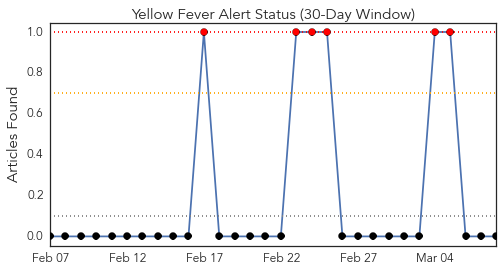 Yellow Fever Alert Status (30-Day Window)
Articles Found
1.0
0.8
0.6
0.4
0.2
0.0
Feb 07 Feb 12 Feb 17 Feb 22 Feb 27 Mar 04